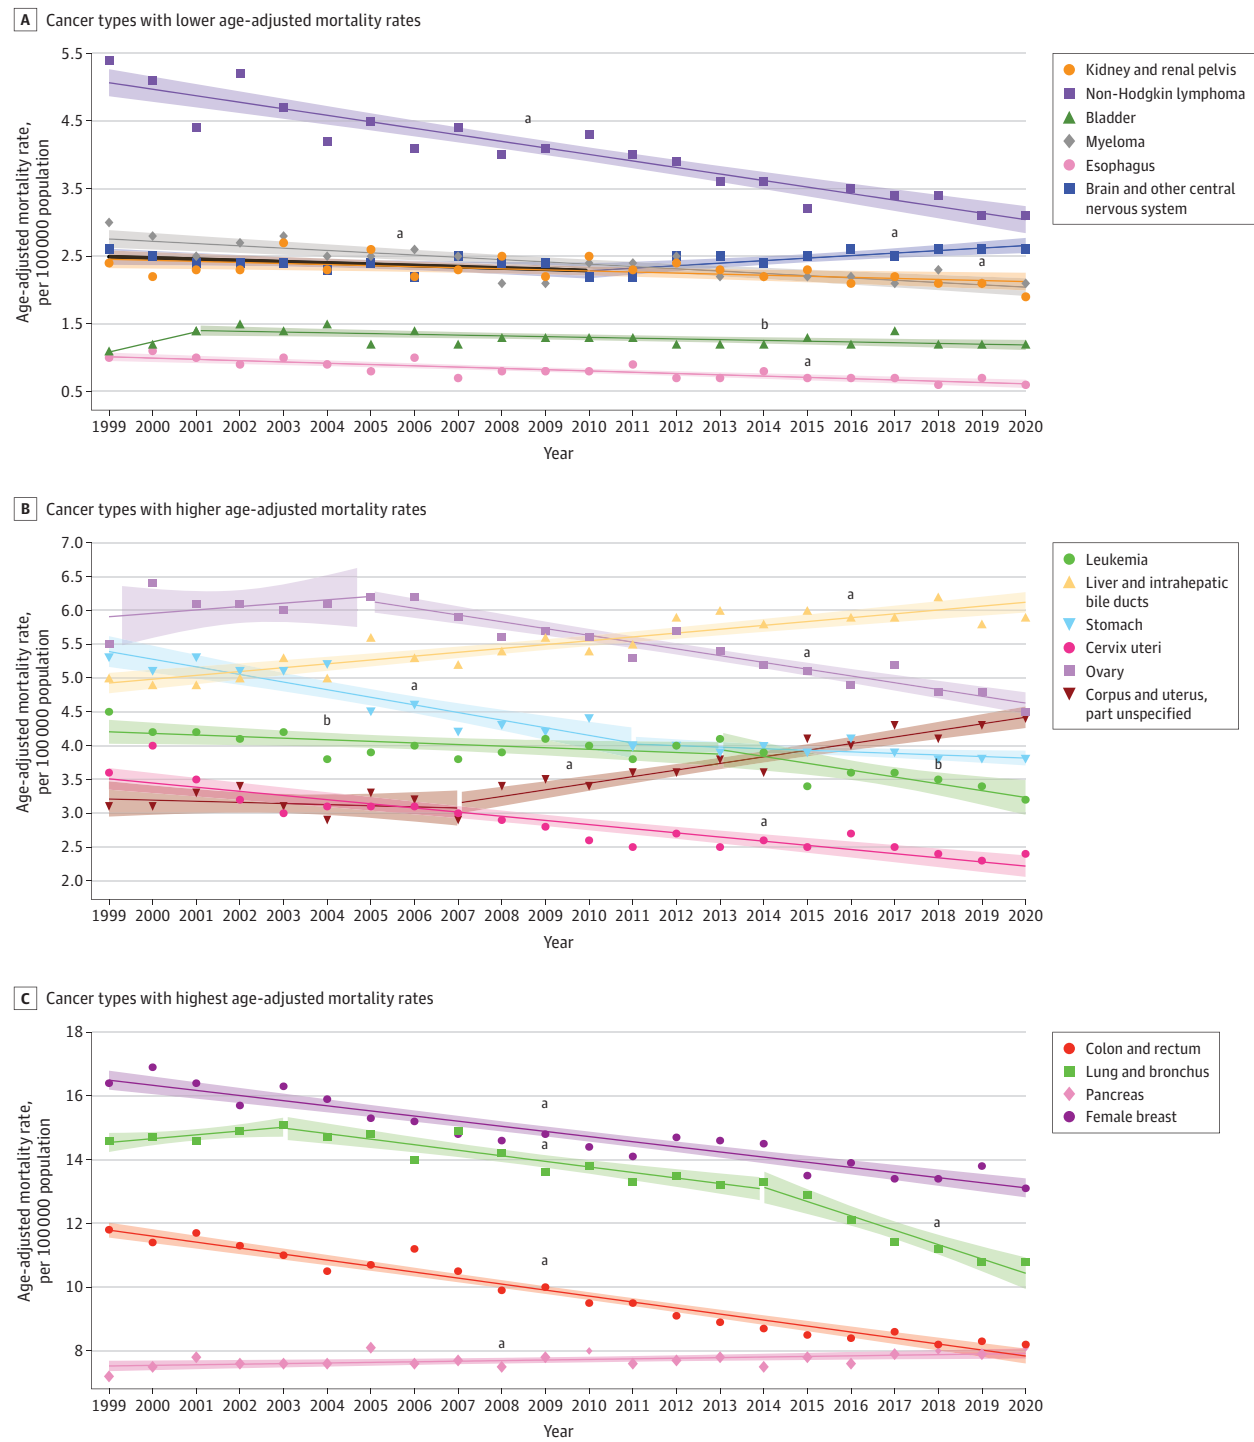 A Cancer types with lower age-adjusted mortality rates
Age-adjusted mortality rate,
per 100 000 population
5.5
4.5
3.5
2.5
1.5
0.5
a
a
a
a
b
a
1999 2000 2001 2002 2003 2004 2005 2006 2007 2008 2009 2010 2011 2012 2013 2014 2015 2016 2017 2018 2019 2020
Year
Kidney and renal pelvis
Non-Hodgkin lymphoma
Bladder
Myeloma
Esophagus
Brain and other central
nervous system
B Cancer types with higher age-adjusted mortality rates
Age-adjusted mortality rate,
per 100 000 population
7.0
6.5
6.0
5.5
5.0
4.5
4.0
3.5
3.0
2.5
2.0
a
a
a
b
a
b
a
1999 2000 2001 2002 2003 2004 2005 2006 2007 2008 2009 2010 2011 2012 2013 2014 2015 2016 2017 2018 2019 2020
Year
Leukemia
Liver and intrahepatic
bile ducts
Stomach
Cervix uteri
Ovary
Corpus and uterus,
part unspecified
C Cancer types with highest age-adjusted mortality rates
Age-adjusted mortality rate,
per 100 000 population
18
16
14
12
10
8
a
a
a
a
a
1999 2000 2001 2002 2003 2004 2005 2006 2007 2008 2009 2010 2011 2012 2013 2014 2015 2016 2017 2018 2019 2020
Year
Colon and rectum
Lung and bronchus
Pancreas
Female breast